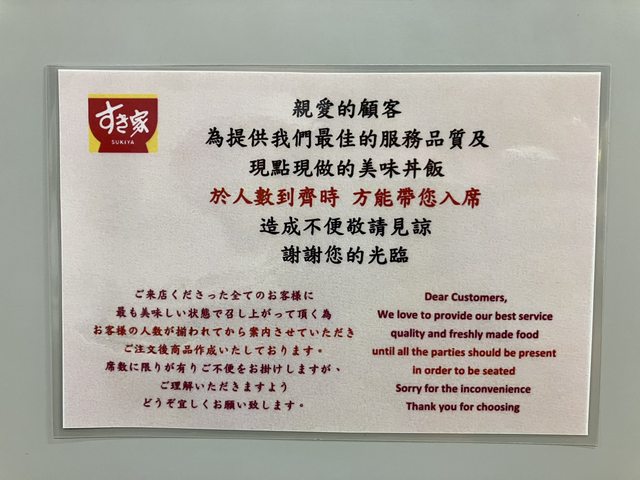 すき家
SUKIYA
親愛的顧客
為提供我們最佳的服務品質及
現點現做的美味丼飯
於人數到齊時 方能帶您入席
造成不便敬請見諒
謝謝您的光臨
ご来店くださった全てのお客様に
最も美味しい状態で召し上がって頂く為
お客様の人数が揃われてから案内させていただき
ご注文後商品作成いたしております。
席数に限りが有りご不便をお掛けしますが、
ご理解いただきますよう
どうぞ宜しくお願い致します。
Dear Customers,
We love to provide our best service
quality and freshly made food
until all the parties should be present
in order to be seated
Sorry for the inconvenience
Thank you for choosing